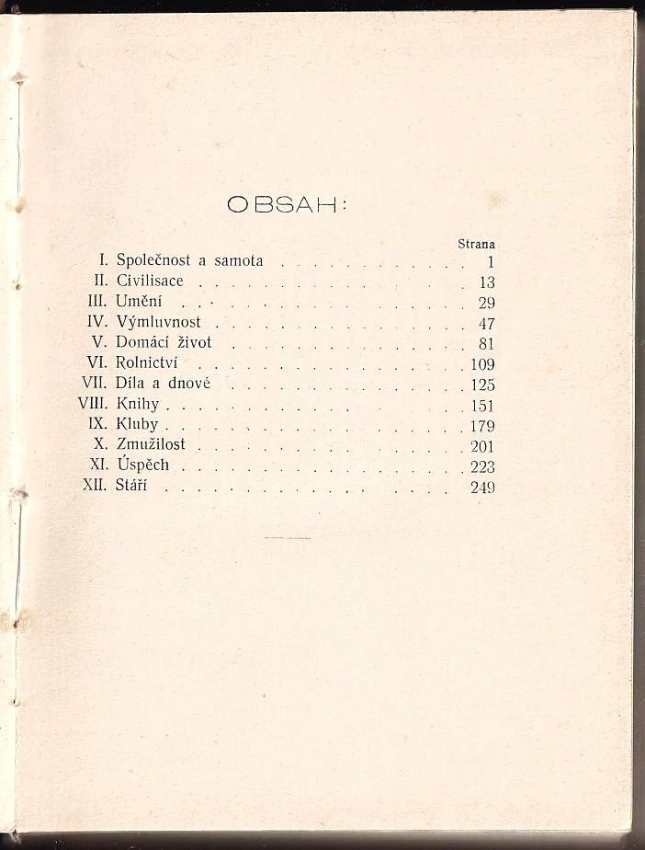 OBSAH:
Strana
I. Společnost a samota . . . . . . . . . . . . 1
II. Civilisace . . . . . . . . . . . . . 13
III. Umění . . . . . . . . . . . . . 29
IV. Výmluvnost . . . . . . . . . . . . . 47
V. Domácí život . . . . . . . . . . . . . 81
VI. Rolnictví . . . . . . . . . . . . . 109
VII. Díla a dnové . . . . . . . . . . . . . 125
VIII. Knihy . . . . . . . . . . . . . 151
IX. Kluby . . . . . . . . . . . . . 179
X. Zmužilost . . . . . . . . . . . . . 201
XI. Úspěch . . . . . . . . . . . . . 223
XII. Stáří . . . . . . . . . . . . . 249